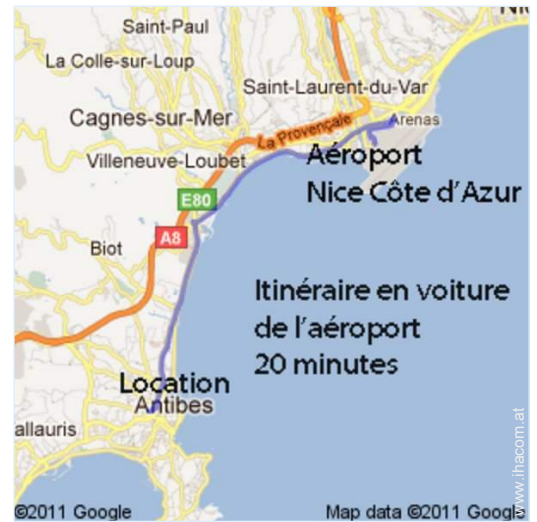 Ni
Saint-Paul
La Colle-sur-Loup
Saint-Laurent-du-Var
Cagnes-sur-Mer
Arenas
La Provençale
Villeneuve-Loubet
Aéroport
Nice Côte d'Azur
E80
A8
Biot
Itinéraire en voiture
de l'aéroport
20 minutes
Location
Antibes
allauris
www.ihacom.at
©2011 Google
Map data ©2011 Google